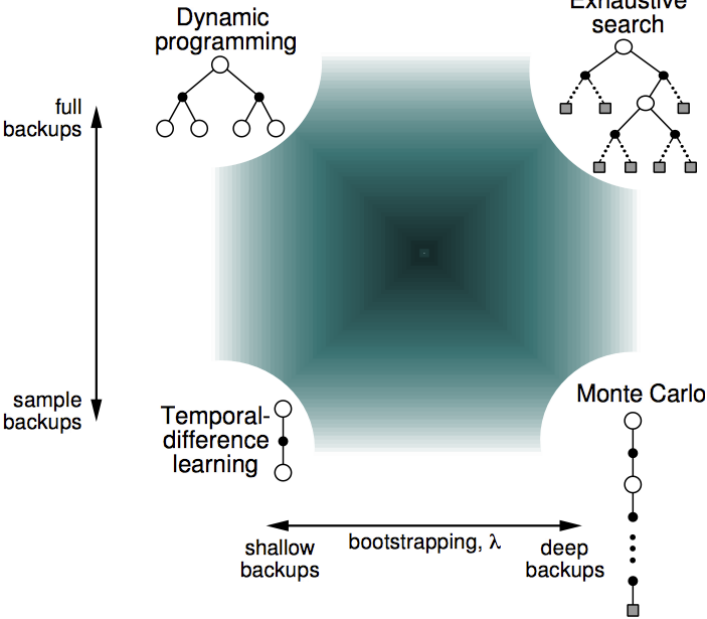 Dynamic
programming
Exhaustive
search
full
backups
sample
backups
Temporal-
difference
learning
Monte Carlo
bootstrapping, λ
shallow
backups
deep
backups